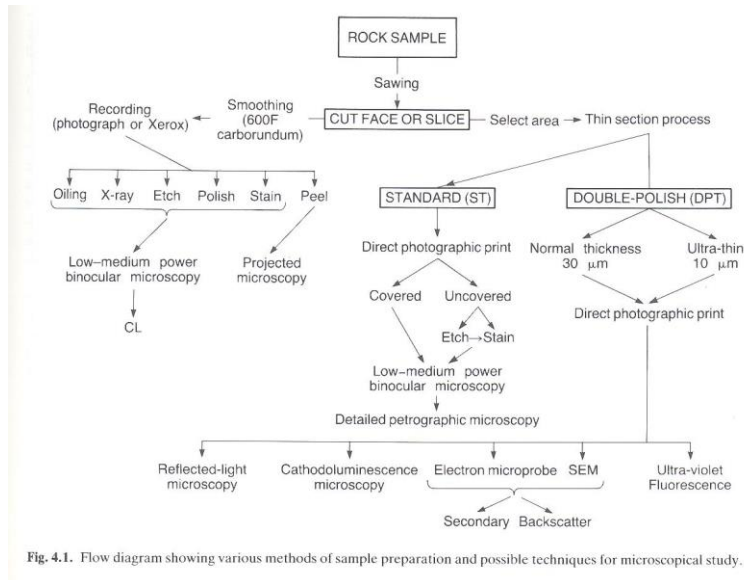 ROCK SAMPLE
Sawing
Recording
(photograph or Xerox)
Smoothing
(600F
carborundum)
CUT FACE OR SLICE
Select area
Thin section process
Oiling X-ray Etch Polish Stain Peel
STANDARD (ST)
DOUBLE-POLISH (DPT)
Low–medium power
binocular microscopy
Projected
microscopy
CL
Direct photographic print
Normal thickness
30 μm
Ultra-thin
10 μm
Covered
Uncovered
Direct photographic print
Etch→Stain
Low–medium power
binocular microscopy
Detailed petrographic microscopy
Reflected-light
microscopy
Cathodoluminescence
microscopy
Electron microprobe
SEM
Ultra-violet
Fluorescence
Secondary Backscatter
Fig. 4.1. Flow diagram showing various methods of sample preparation and possible techniques for microscopical study.